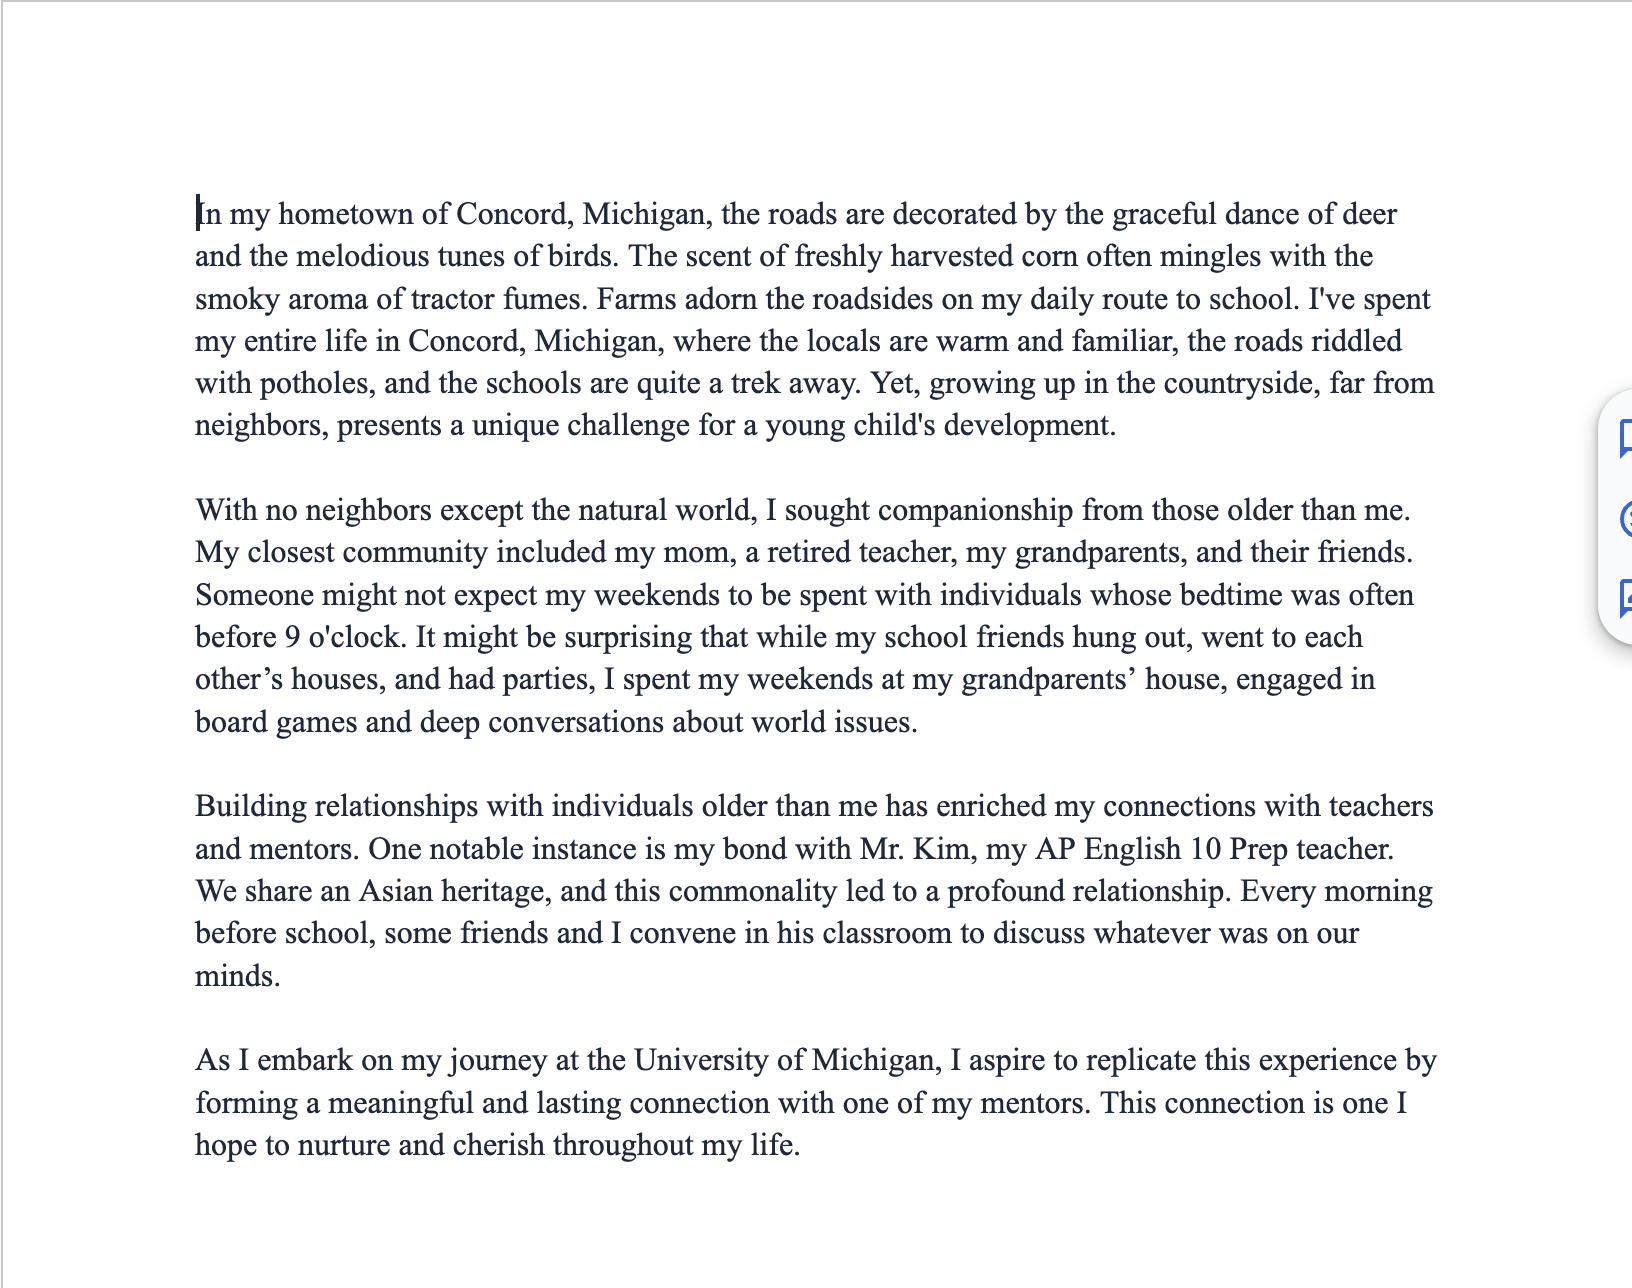 In my hometown of Concord, Michigan, the roads are decorated by the graceful dance of deer
and the melodious tunes of birds. The scent of freshly harvested corn often mingles with the
smoky aroma of tractor fumes. Farms adorn the roadsides on my daily route to school. I've spent
my entire life in Concord, Michigan, where the locals are warm and familiar, the roads riddled
with potholes, and the schools are quite a trek away. Yet, growing up in the countryside, far from
neighbors, presents a unique challenge for a young child's development.
With no neighbors except the natural world, I sought companionship from those older than me.
My closest community included my mom, a retired teacher, my grandparents, and their friends.
Someone might not expect my weekends to be spent with individuals whose bedtime was often
before 9 o'clock. It might be surprising that while my school friends hung out, went to each
other’s houses, and had parties, I spent my weekends at my grandparents’ house, engaged in
board games and deep conversations about world issues.
Building relationships with individuals older than me has enriched my connections with teachers
and mentors. One notable instance is my bond with Mr. Kim, my AP English 10 Prep teacher.
We share an Asian heritage, and this commonality led to a profound relationship. Every morning
before school, some friends and I convene in his classroom to discuss whatever was on our
minds.
As I embark on my journey at the University of Michigan, I aspire to replicate this experience by
forming a meaningful and lasting connection with one of my mentors. This connection is one I
hope to nurture and cherish throughout my life.